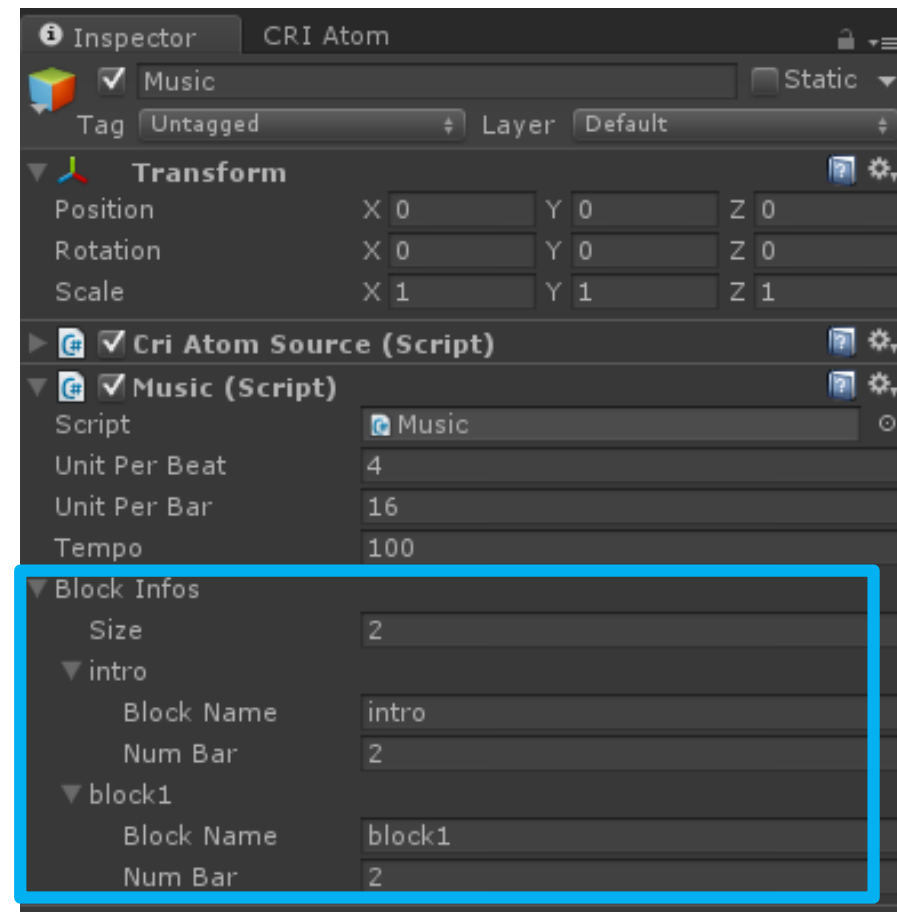 Inspector CRI Atom
Music Static
Tag Untagged Layer Default
Transform
Position X 0 Y 0 Z 0
Rotation X 0 Y 0 Z 0
Scale X 1 Y 1 Z 1
Cri Atom Source (Script)
Music (Script)
Script Music
Unit Per Beat 4
Unit Per Bar 16
Tempo 100
Block Infos
Size 2
intro
Block Name intro
Num Bar 2
block1
Block Name block1
Num Bar 2